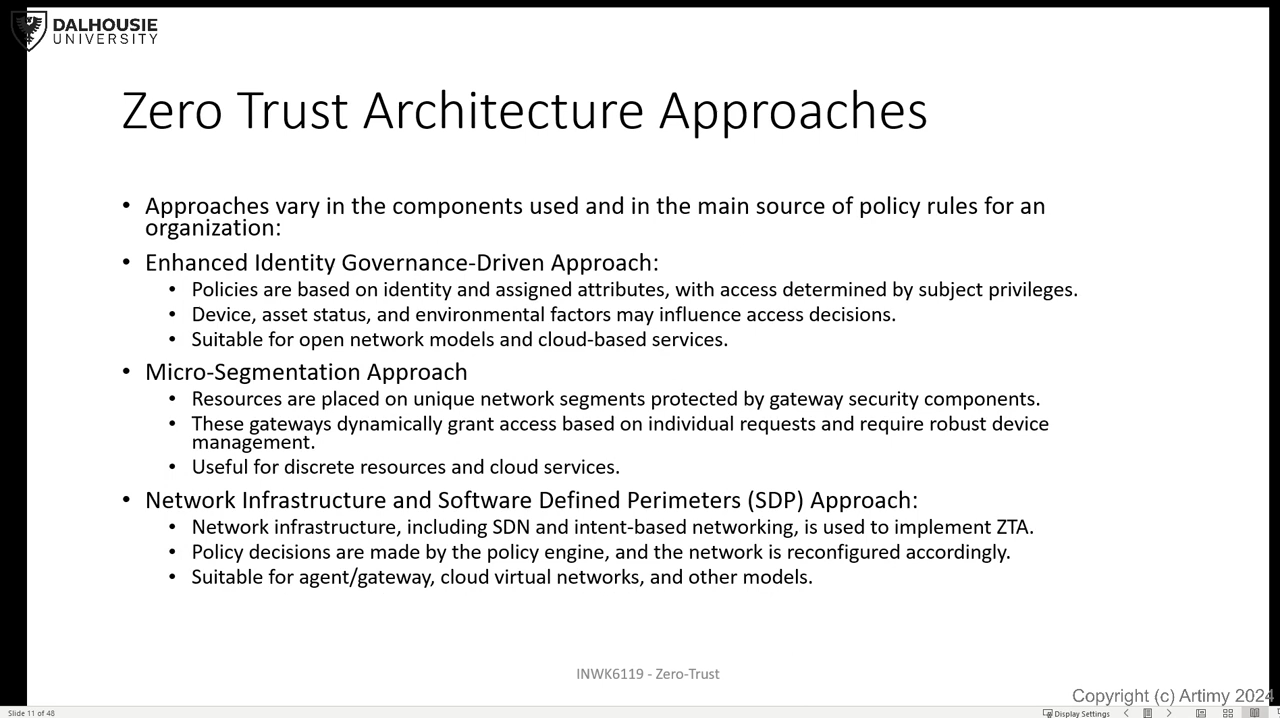 DALHOUSIE
UNIVERSITY
Zero Trust Architecture Approaches
• Approaches vary in the components used and in the main source of policy rules for an
organization:
• Enhanced Identity Governance-Driven Approach:
• Policies are based on identity and assigned attributes, with access determined by subject privileges.
• Device, asset status, and environmental factors may influence access decisions.
• Suitable for open network models and cloud-based services.
• Micro-Segmentation Approach
• Resources are placed on unique network segments protected by gateway security components.
• These gateways dynamically grant access based on individual requests and require robust device
management.
• Useful for discrete resources and cloud services.
• Network Infrastructure and Software Defined Perimeters (SDP) Approach:
• Network infrastructure, including SDN and intent-based networking, is used to implement ZTA.
• Policy decisions are made by the policy engine, and the network is reconfigured accordingly.
• Suitable for agent/gateway, cloud virtual networks, and other models.
INWK6119 - Zero-Trust
Copyright (c) Artimy 2024
Slide 11 of 48
Display Settings